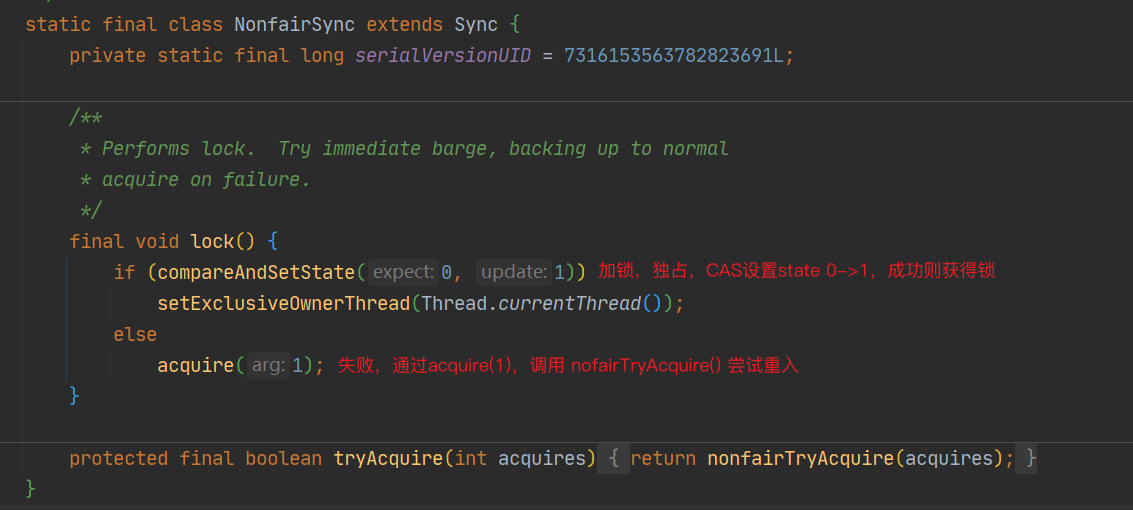 static final class NonfairSync extends Sync {
private static final long serialVersionUID = 7316153563782823691L;
/**
* Performs lock.  Try immediate barge, backing up to normal
* acquire on failure.
*/
final void lock() {
if (compareAndSetState( expect: 0, update: 1)) 加锁，独占，CAS设置state 0->1，成功则获得锁
setExclusiveOwnerThread(Thread.currentThread());
else
acquire( arg: 1); 失败，通过acquire(1)，调用 nofairTryAcquire() 尝试重入
}
protected final boolean tryAcquire(int acquires) { return nonfairTryAcquire(acquires); }
}